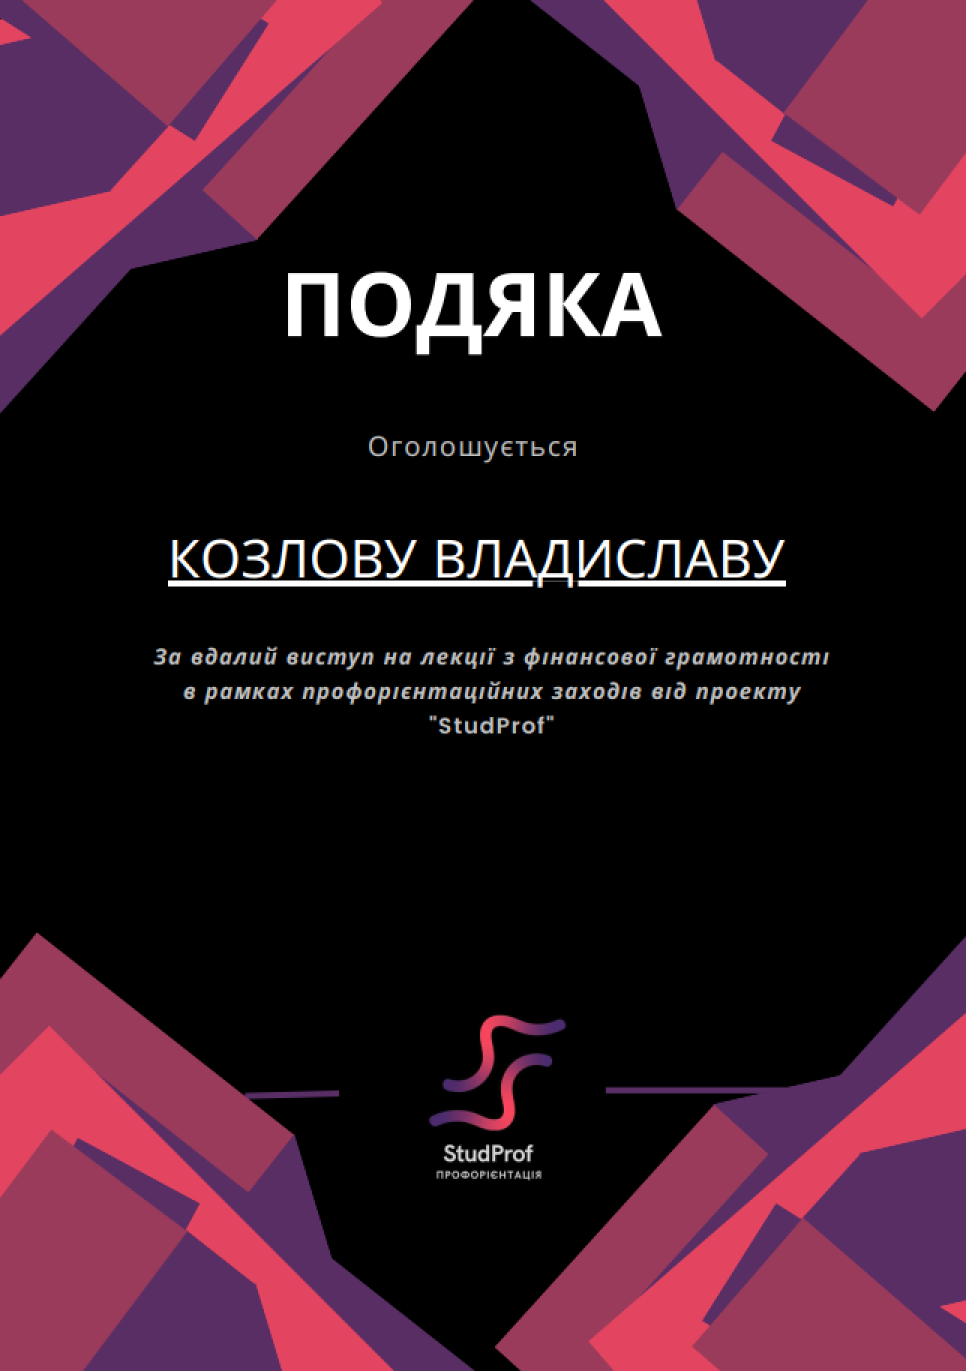 ПОДЯКА
Оголошується
КОЗЛОВУ ВЛАДИСЛАВУ
За вдалий виступ на лекції з фінансової грамотності
в рамках профорієнтаційних заходів від проекту
"StudProf"
StudProf
ПРОФОРІЄНТАЦІЯ